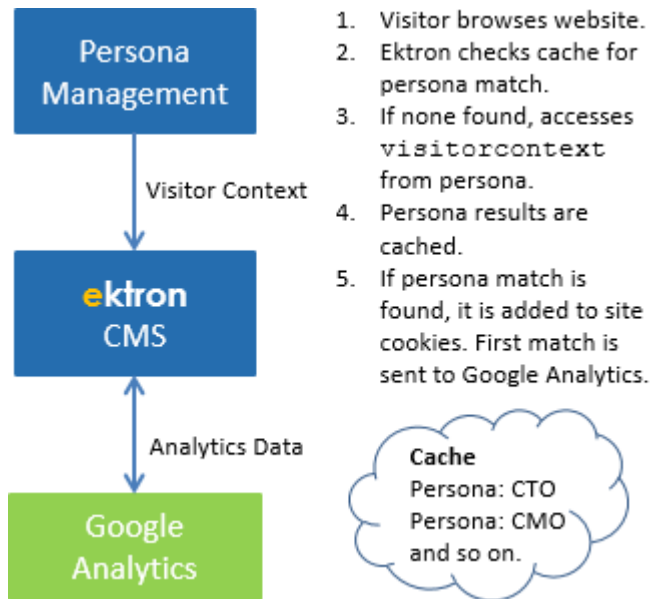 Persona
Management
Visitor Context
ektron
CMS
Analytics Data
Google
Analytics
1. Visitor browses website.
2. Ektron checks cache for
persona match.
3. If none found, accesses
visitorcontext
from persona.
4. Persona results are
cached.
5. If persona match is
found, it is added to site
cookies. First match is
sent to Google Analytics.
Cache
Persona: CTO
Persona: CMO
and so on.